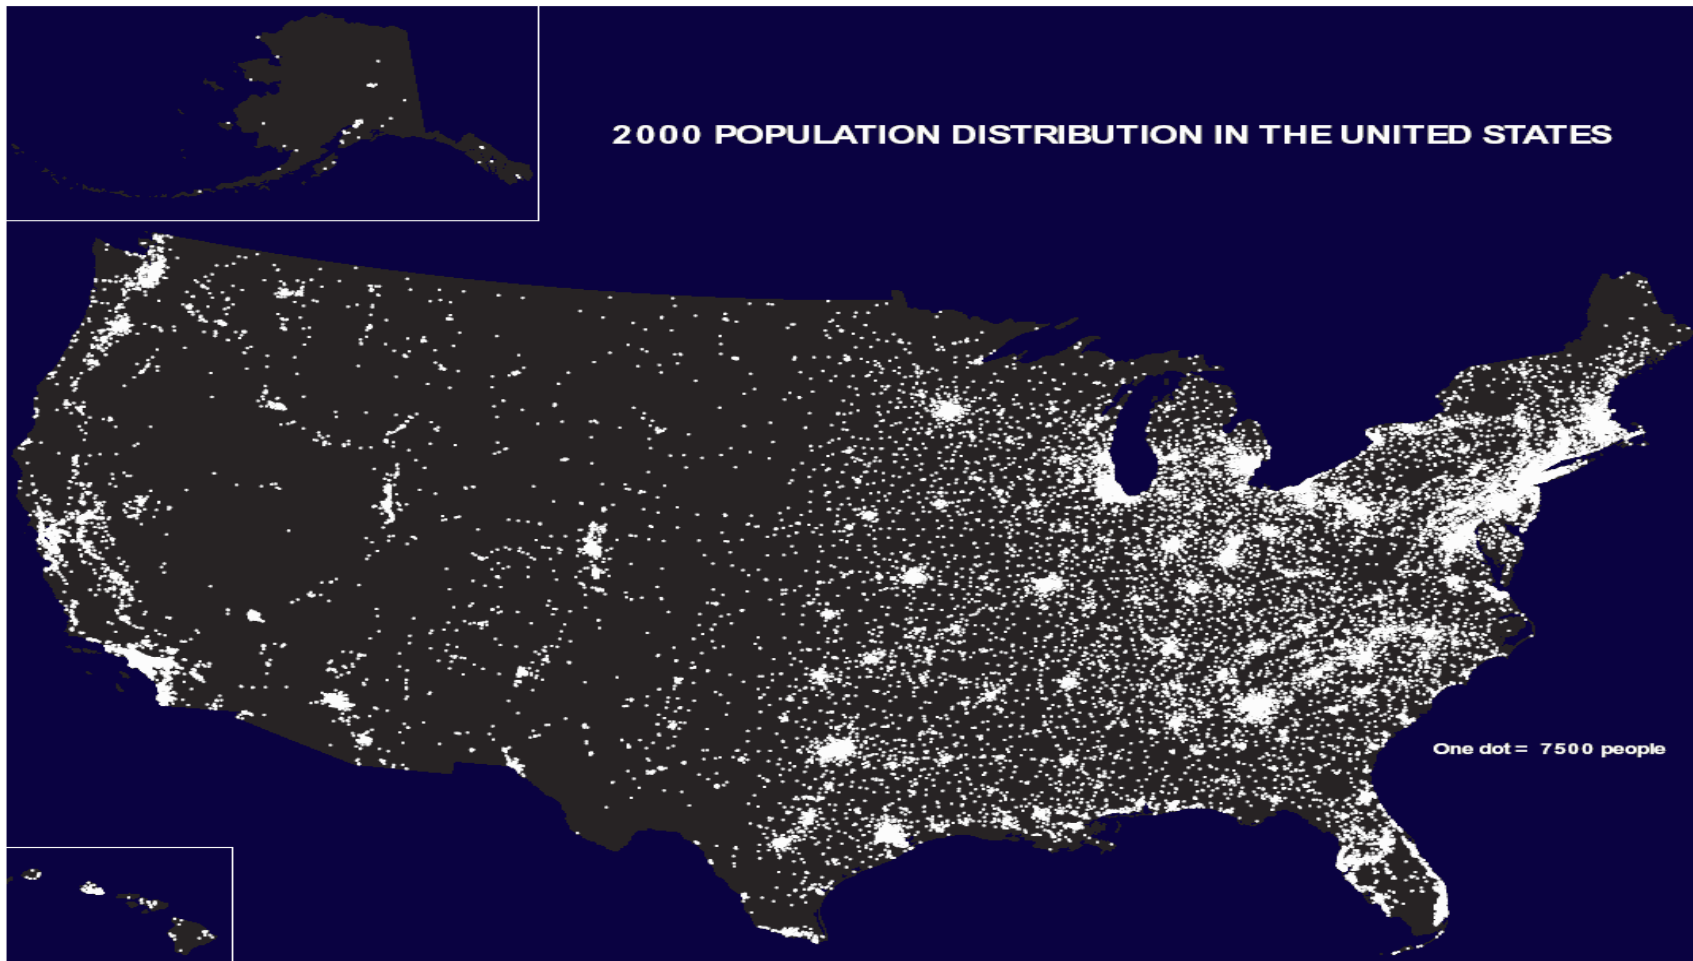 2000 POPULATION DISTRIBUTION IN THE UNITED STATES
One dot = 7500 people